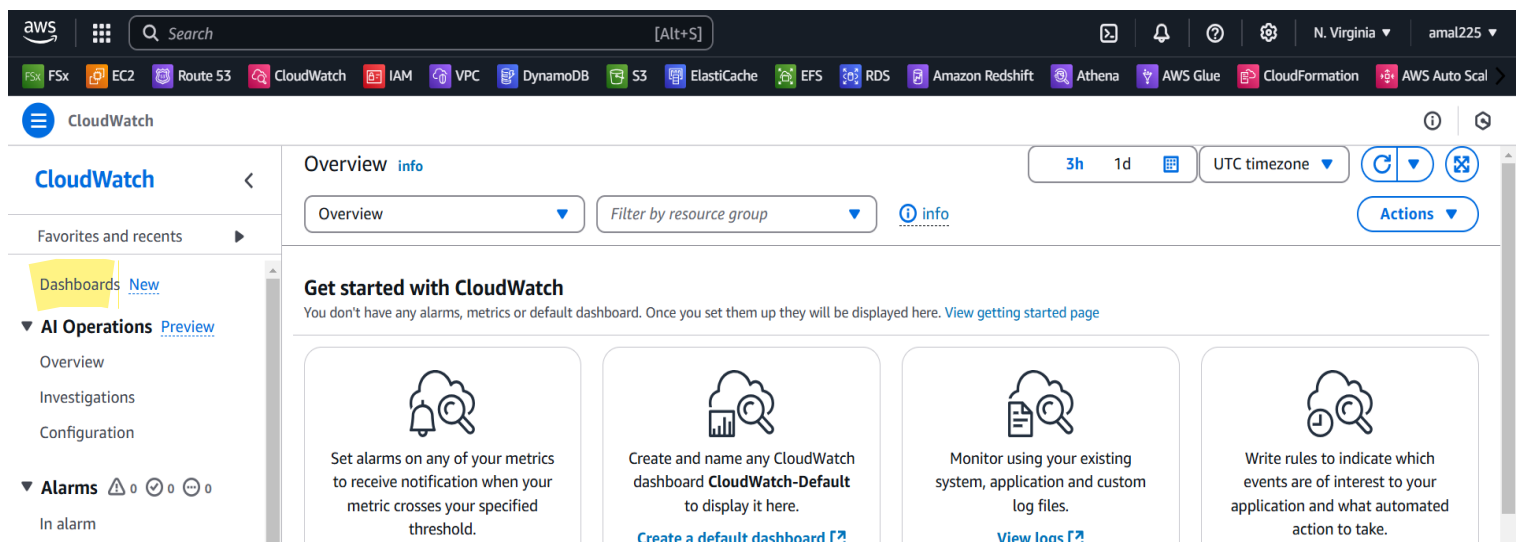 aws
Search [Alt+S]
N. Virginia ▼ amal225 ▼
FSx FSx EC2 Route 53 CloudWatch IAM VPC DynamoDB S3 ElastiCache EFS RDS Amazon Redshift Athena AWS Glue CloudFormation AWS Auto Scal
CloudWatch
CloudWatch
Favorites and recents
Dashboards New
AI Operations Preview
Overview
Investigations
Configuration
Alarms 0 0 0
In alarm
Overview info
3h 1d UTC timezone
Overview Filter by resource group info Actions
Get started with CloudWatch
You don't have any alarms, metrics or default dashboard. Once you set them up they will be displayed here. View getting started page
Set alarms on any of your metrics
to receive notification when your
metric crosses your specified
threshold.
Create and name any CloudWatch
dashboard CloudWatch-Default
to display it here.
Create a default dashboard
Monitor using your existing
system, application and custom
log files.
View logs
Write rules to indicate which
events are of interest to your
application and what automated
action to take.